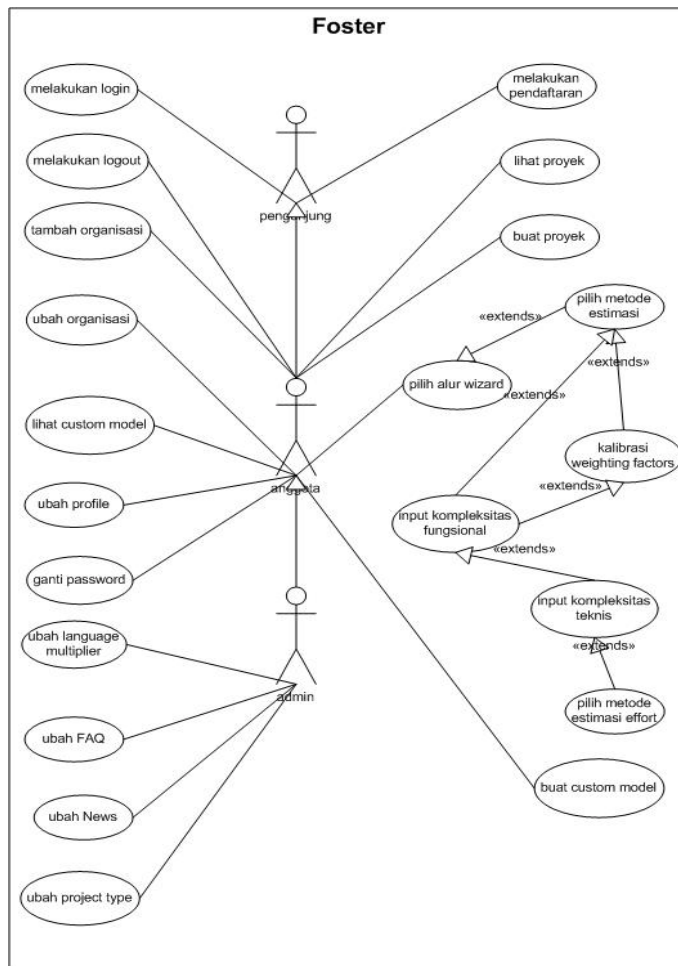 Foster
melakukan login
melakukan
pendaftaran
melakukan logout
lihat proyek
tambah organisasi
pengunjung
buat proyek
ubah organisasi
pilih metode
estimasi
«extends»
«extends»
pilih alur wizard
«extends»
lihat custom model
kalibrasi
weighting factors
anggota
«extends»
ubah profile
input kompleksitas
fungsional
«extends»
ganti password
input kompleksitas
teknis
ubah language
multiplier
«extends»
admin
pilih metode
estimasi effort
ubah FAQ
buat custom model
ubah News
ubah project type